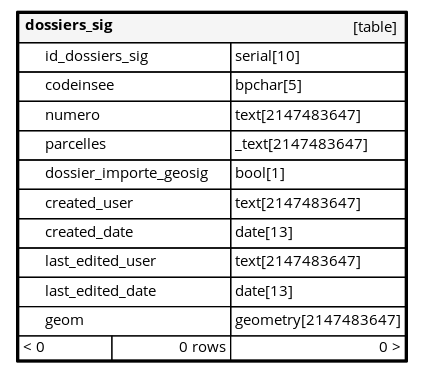 dossiers_sig [table]
id_dossiers_sig serial[10]
codeinsee bpchar[5]
numero text[2147483647]
parcelles _text[2147483647]
dossier_importe_geosig bool[1]
created_user text[2147483647]
created_date date[13]
last_edited_user text[2147483647]
last_edited_date date[13]
geom geometry[2147483647]
< 0 0 rows 0 >